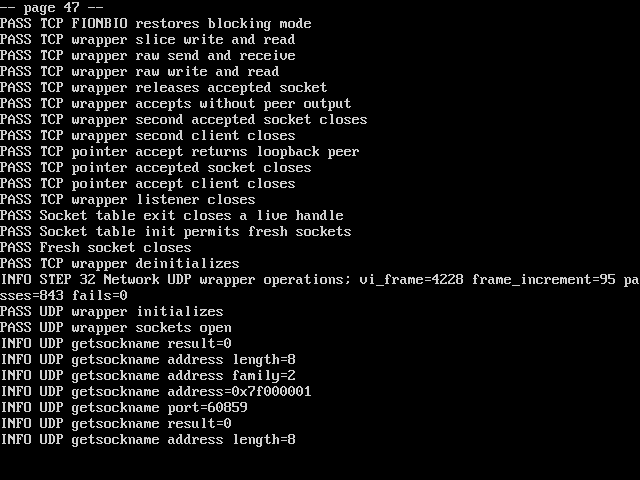 -- page 47 --
PASS TCP FIONBIO restores blocking mode
PASS TCP wrapper slice write and read
PASS TCP wrapper raw send and receive
PASS TCP wrapper raw write and read
PASS TCP wrapper releases accepted socket
PASS TCP wrapper accepts without peer output
PASS TCP wrapper second accepted socket closes
PASS TCP wrapper second client closes
PASS TCP pointer accept returns loopback peer
PASS TCP pointer accepted socket closes
PASS TCP pointer accept client closes
PASS TCP wrapper listener closes
PASS Socket table exit closes a live handle
PASS Socket table init permits fresh sockets
PASS Fresh socket closes
PASS TCP wrapper deinitializes
INFO STEP 32 Network UDP wrapper operations; vi_frame=4228 frame_increment=95 pa
sses=843 fails=0
PASS UDP wrapper initializes
PASS UDP wrapper sockets open
INFO UDP getsockname result=0
INFO UDP getsockname address length=8
INFO UDP getsockname address family=2
INFO UDP getsockname address=0x7f000001
INFO UDP getsockname port=60859
INFO UDP getsockname result=0
INFO UDP getsockname address length=8